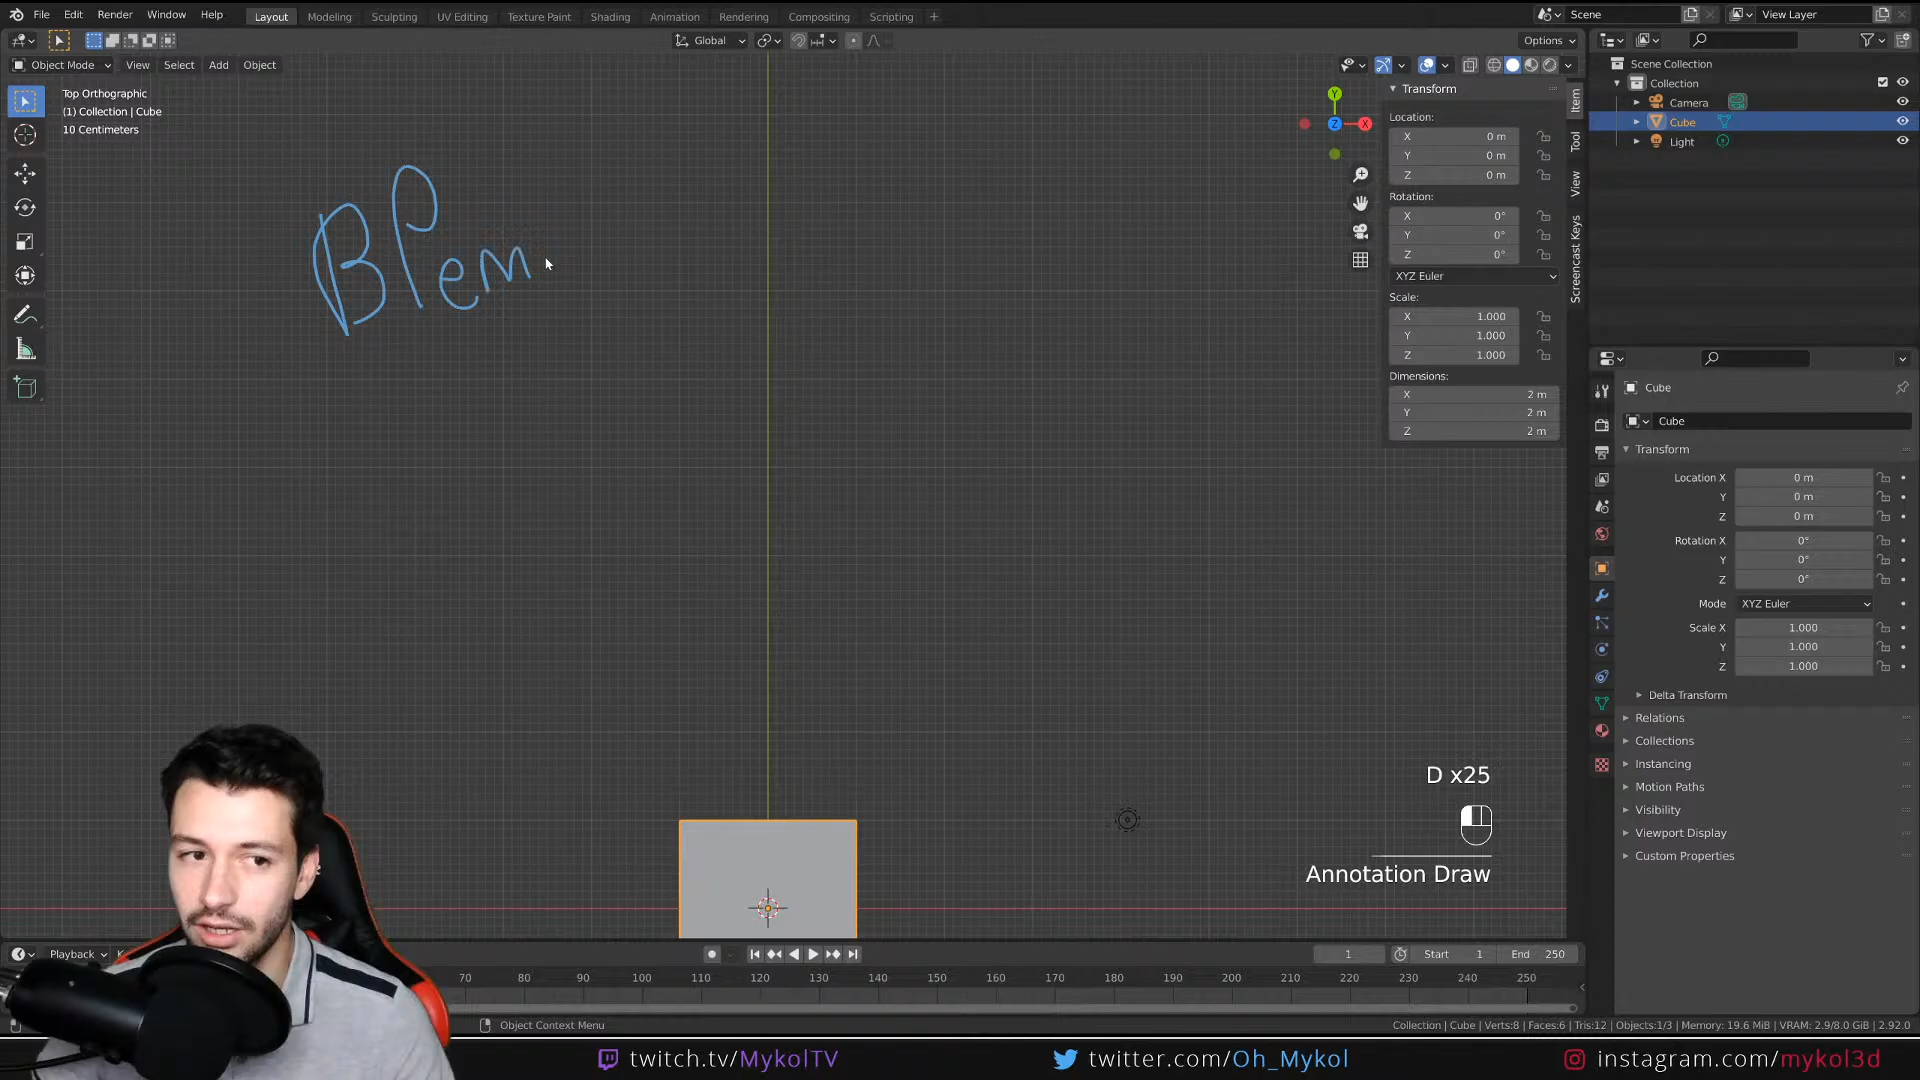 File Edit Render Window Help Layout Modeling Sculpting UV Editing Texture Paint Shading Animation Rendering Compositing Scripting + Scene View Layer
Global Options
Object Mode View Select Add Object
Top Orthographic
(1) Collection | Cube
10 Centimeters
Blem
Y
Z X
Transform
Location:
X 0 m
Y 0 m
Z 0 m
Rotation:
X 0°
Y 0°
Z 0°
XYZ Euler
Scale:
X 1.000
Y 1.000
Z 1.000
Dimensions:
X 2 m
Y 2 m
Z 2 m
Item
Tool
View
Screencast Keys
Scene Collection
Collection
Camera
Cube
Light
Cube
Cube
Transform
Location X 0 m
Y 0 m
Z 0 m
Rotation X 0°
Y 0°
Z 0°
Mode XYZ Euler
Scale X 1.000
Y 1.000
Z 1.000
Delta Transform
Relations
Collections
Instancing
Motion Paths
Visibility
Viewport Display
Custom Properties
D x25
Annotation Draw
Playback 1 Start 1 End 250
70 80 90 100 110 120 130 140 150 160 170 180 190 200 210 220 230 240 250
Object Context Menu
Collection | Cube | Verts:8 | Faces:6 | Tris:12 | Objects:1/3 | Memory: 19.6 MiB | VRAM: 2.9/8.0 GiB | 2.92.0
twitch.tv/MykolTV twitter.com/Oh_Mykol instagram.com/mykol3d